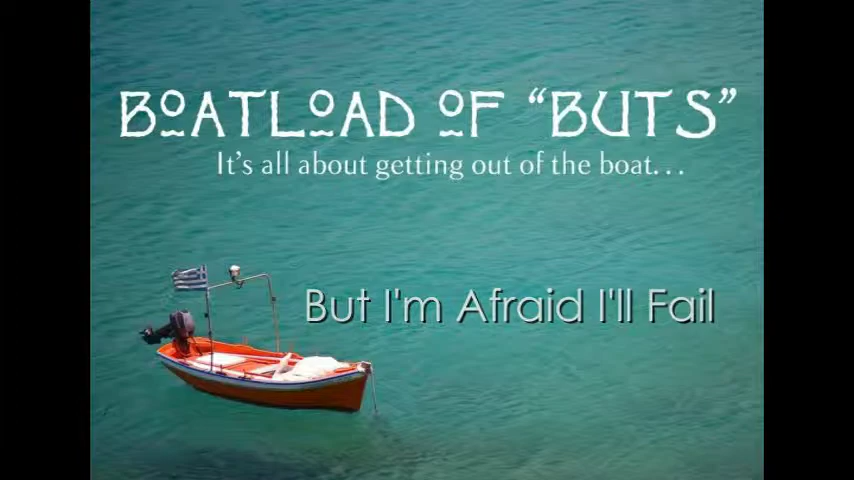 BOATLOAD OF “BUTS”
It’s all about getting out of the boat...
But I'm Afraid I'll Fail